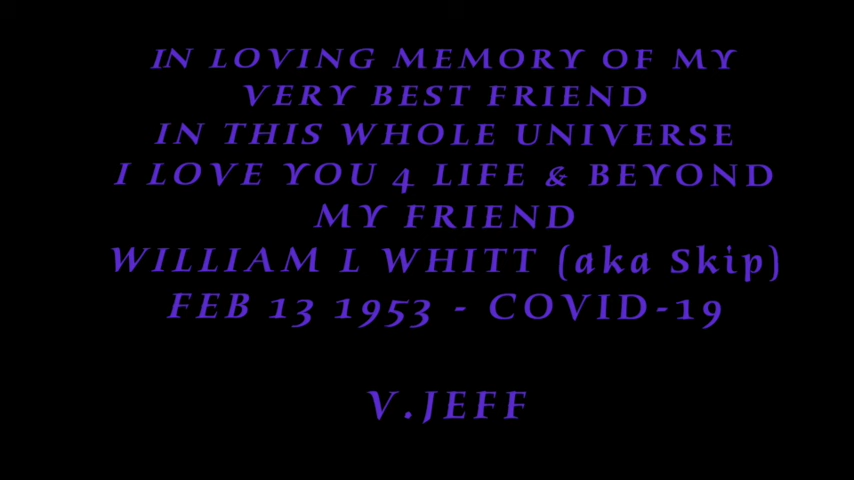 IN LOVING MEMORY OF MY
VERY BEST FRIEND
IN THIS WHOLE UNIVERSE
I LOVE YOU 4 LIFE & BEYOND
MY FRIEND
WILLIAM L WHITT (aka Skip)
FEB 13 1953 - COVID-19
V.JEFF